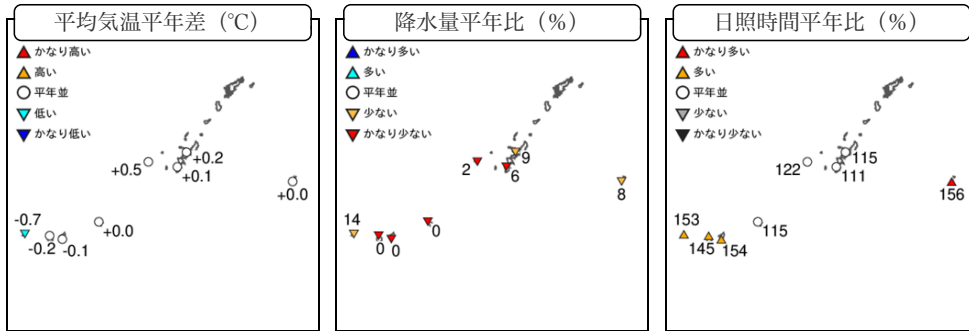 平均気温平年差（℃）
かなり高い
高い
平年並
低い
かなり低い
+0.5
+0.2
+0.1
+0.0
-0.7
-0.2
-0.1
+0.0
降水量平年比（%）
かなり多い
多い
平年並
少ない
かなり少ない
2
9
6
8
14
0
0
0
日照時間平年比（%）
かなり多い
多い
平年並
少ない
かなり少ない
122
115
111
156
153
145
154
115